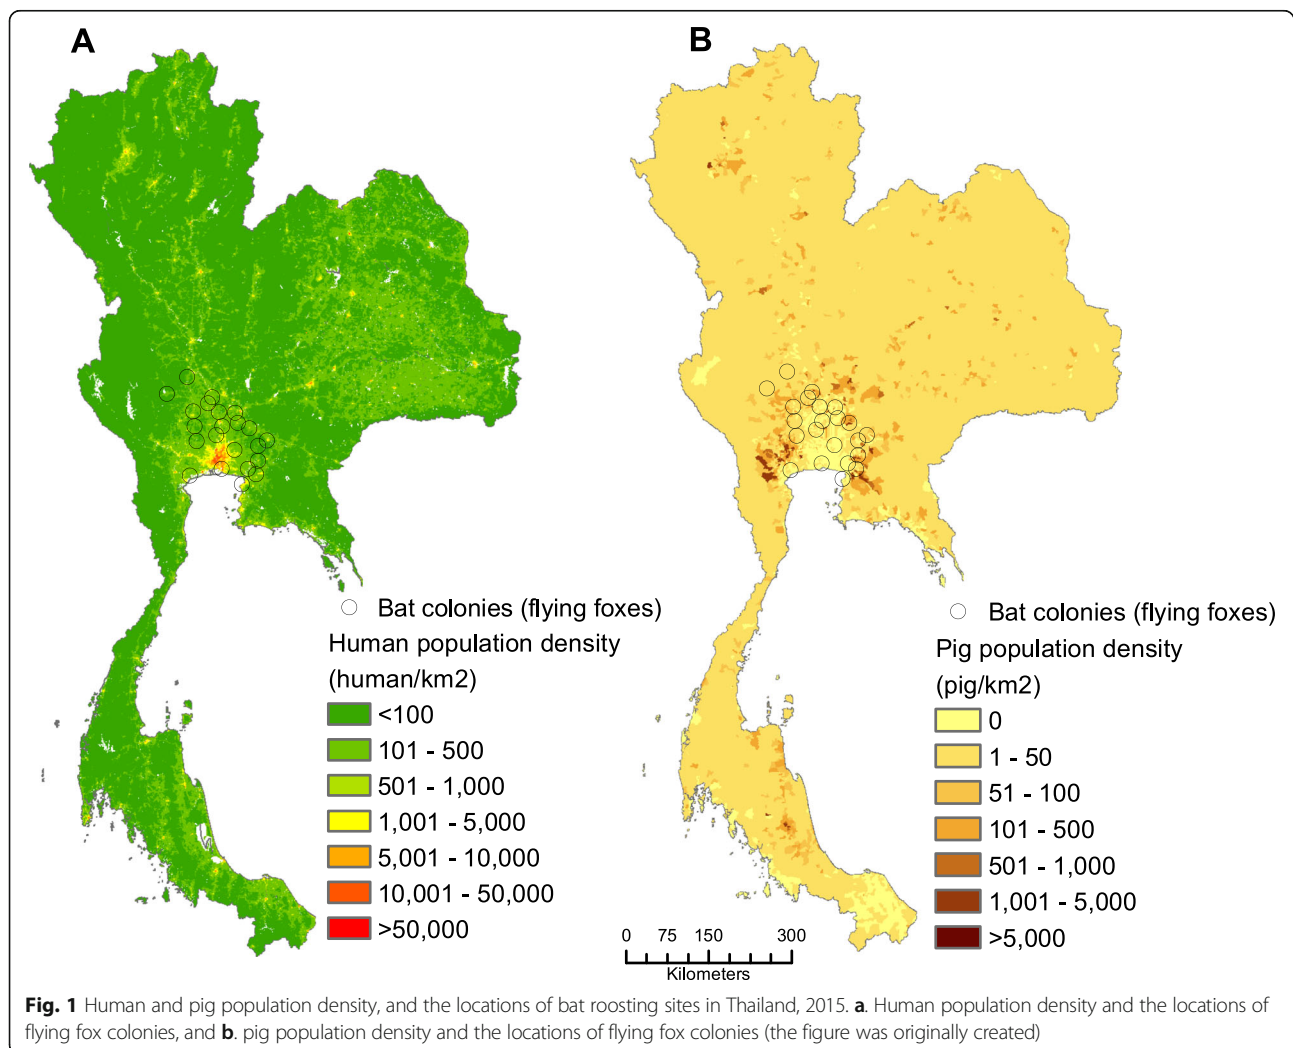 A
B
Bat colonies (flying foxes)
Human population density
(human/km2)
<100
101 - 500
501 - 1,000
1,001 - 5,000
5,001 - 10,000
10,001 - 50,000
>50,000
Bat colonies (flying foxes)
Pig population density
(pig/km2)
0
1 - 50
51 - 100
101 - 500
501 - 1,000
1,001 - 5,000
>5,000
0 75 150 300
Kilometers
Fig. 1 Human and pig population density, and the locations of bat roosting sites in Thailand, 2015. a. Human population density and the locations of
flying fox colonies, and b. pig population density and the locations of flying fox colonies (the figure was originally created)